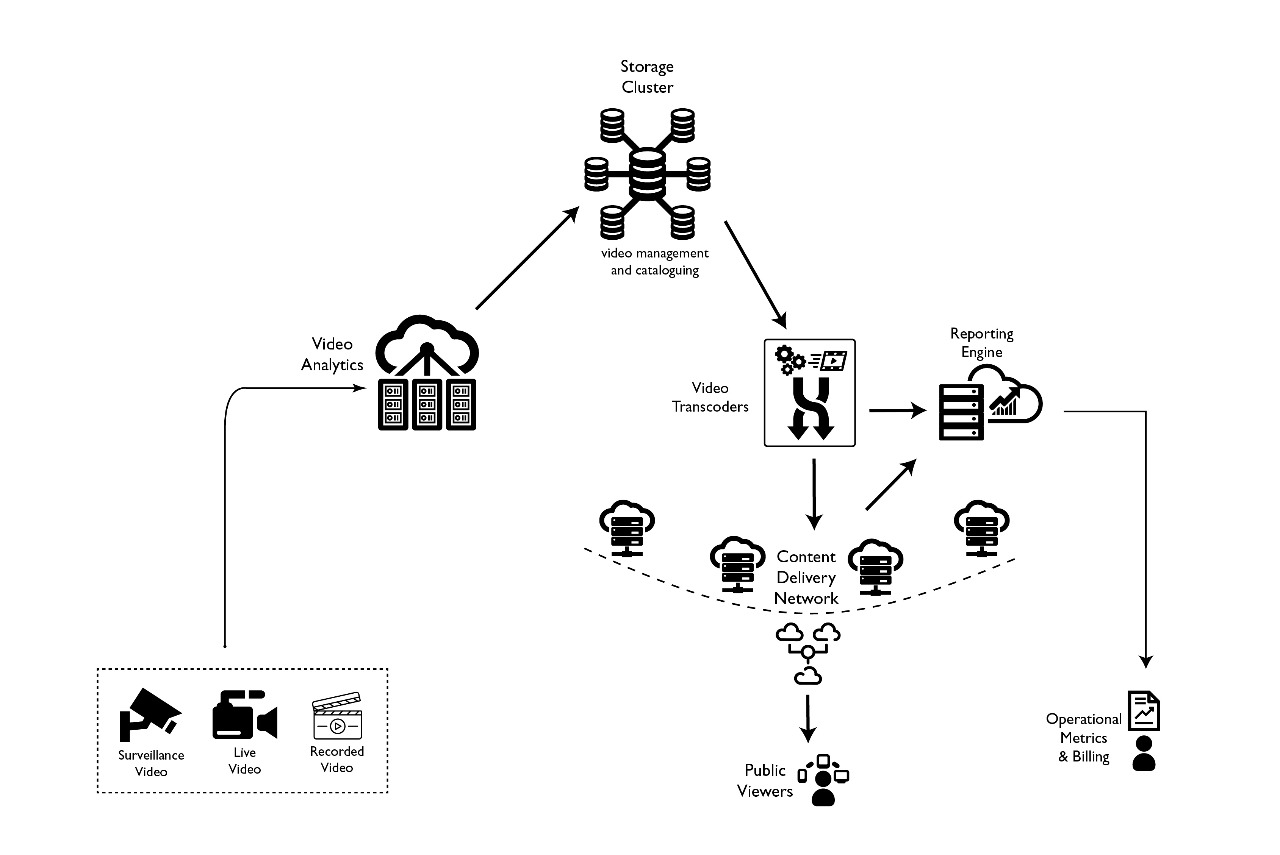 Storage
Cluster
video management
and cataloguing
Video
Analytics
Reporting
Engine
Video
Transcoders
Content
Delivery
Network
Surveillance
Video
Live
Video
Recorded
Video
Public
Viewers
Operational
Metrics
& Billing